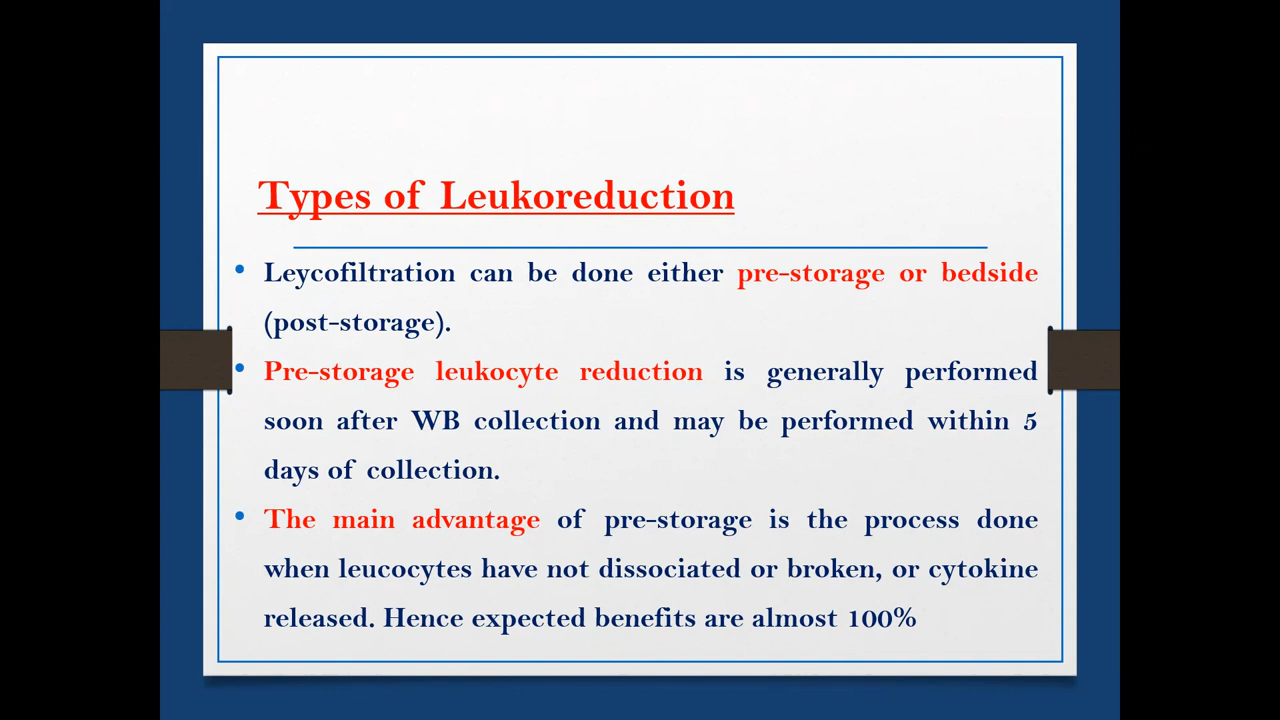 Types of Leukoreduction
• Leycofiltration can be done either pre-storage or bedside
(post-storage).
• Pre-storage leukocyte reduction is generally performed
soon after WB collection and may be performed within 5
days of collection.
• The main advantage of pre-storage is the process done
when leucocytes have not dissociated or broken, or cytokine
released. Hence expected benefits are almost 100%